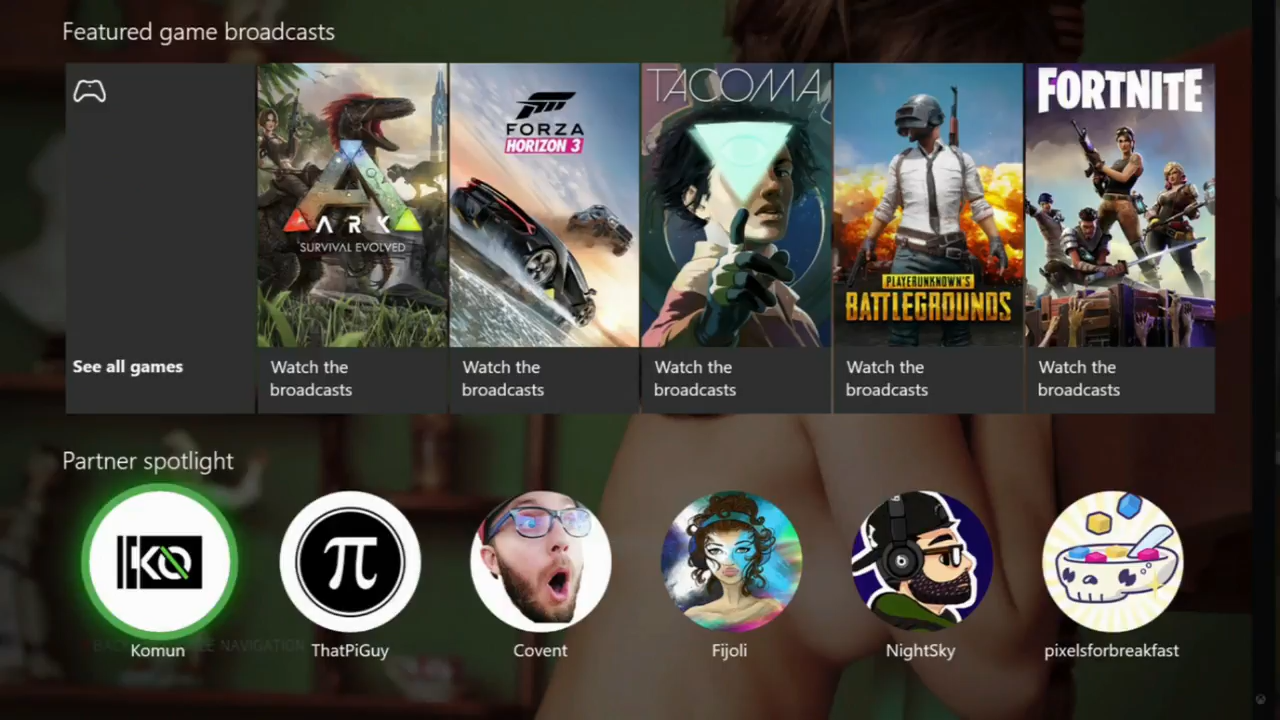 Featured game broadcasts
ARK
SURVIVAL EVOLVED
FORZA
HORIZON 3
TACOMA
PLAYERUNKNOWN'S
BATTLEGROUNDS
FORTNITE
See all games
Watch the
broadcasts
Watch the
broadcasts
Watch the
broadcasts
Watch the
broadcasts
Watch the
broadcasts
Partner spotlight
KO
π
NAVIGATION
Komun
ThatPiGuy
Covent
Fijoli
NightSky
pixelsforbreakfast